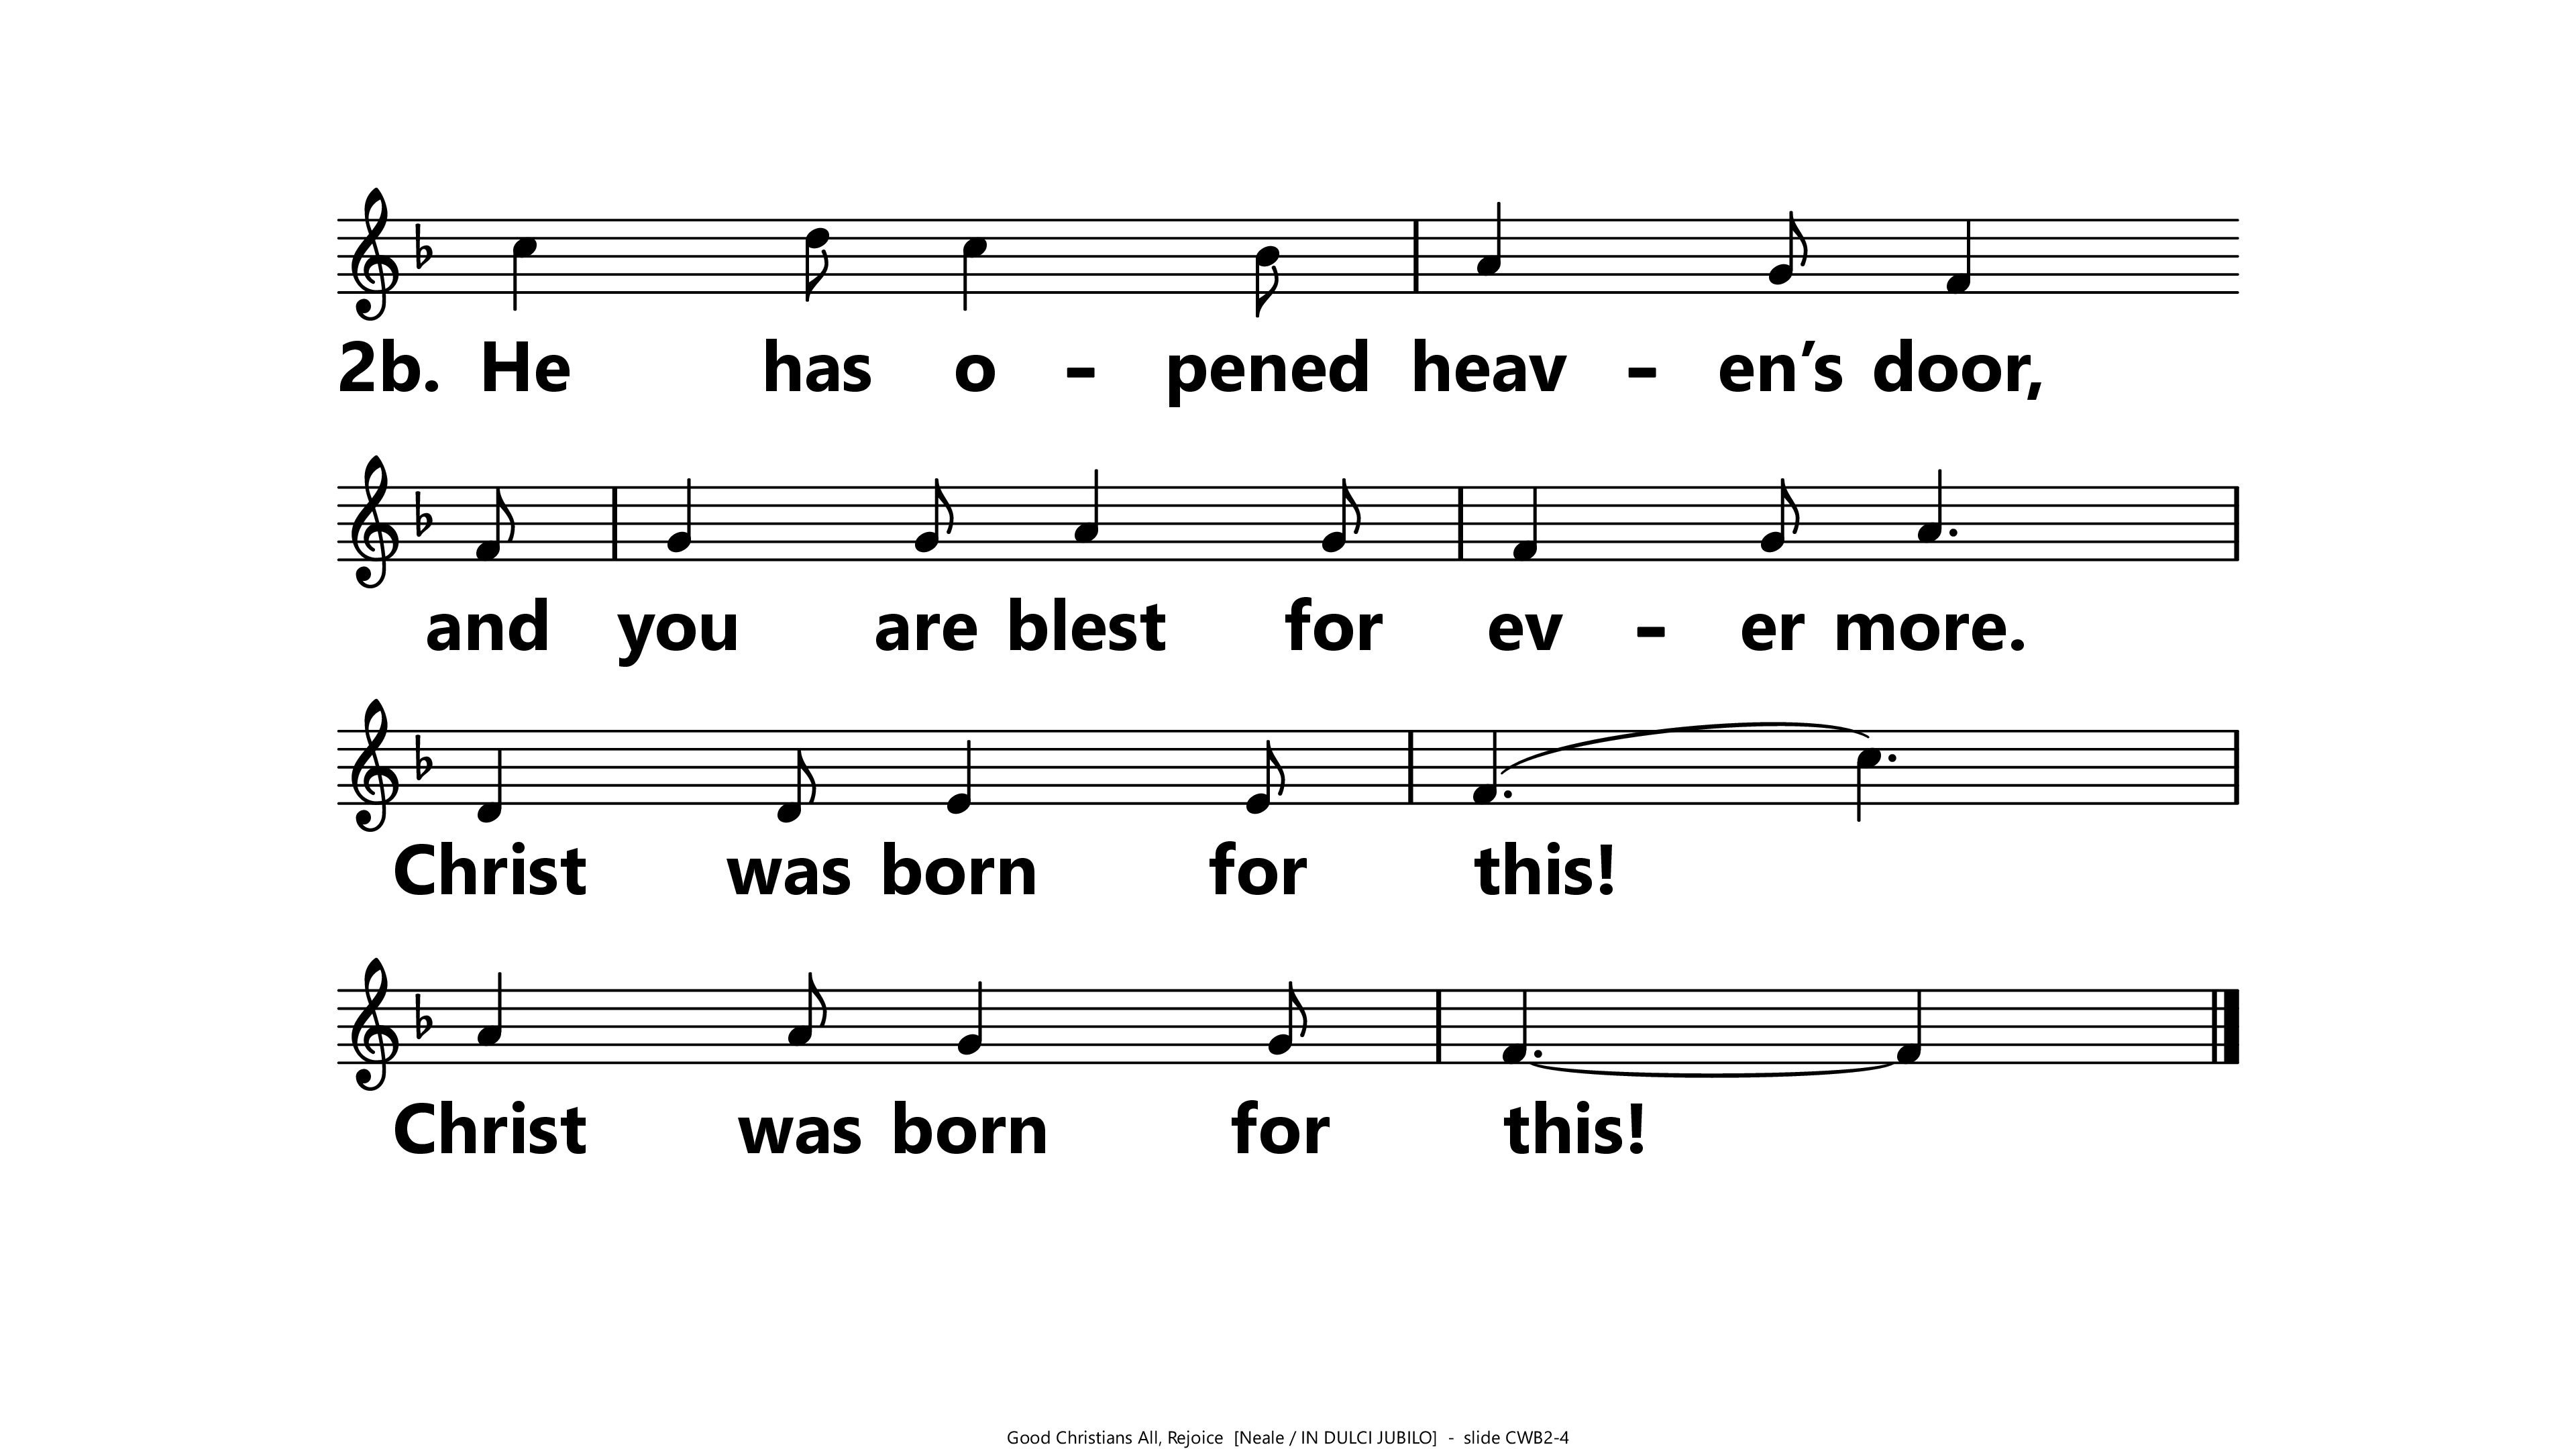 2b. He has o - pened heav - en’s door,
and you are blest for ev - er more.
Christ was born for this!
Christ was born for this!
Good Christians All, Rejoice [Neale / IN DULCI JUBILO] - slide CWB2-4